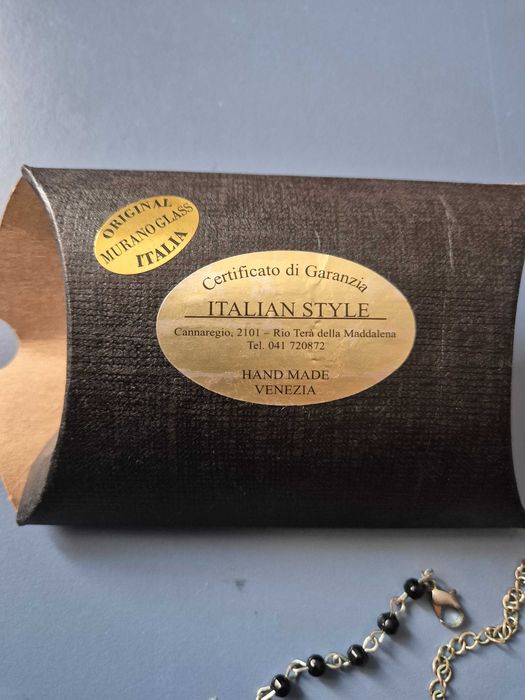 ORIGINAL
MURANO GLASS
ITALIA
Certificato di Garanzia
ITALIAN STYLE
Cannaregio, 2101 – Rio Terà della Maddalena
Tel. 041 720872
HAND MADE
VENEZIA